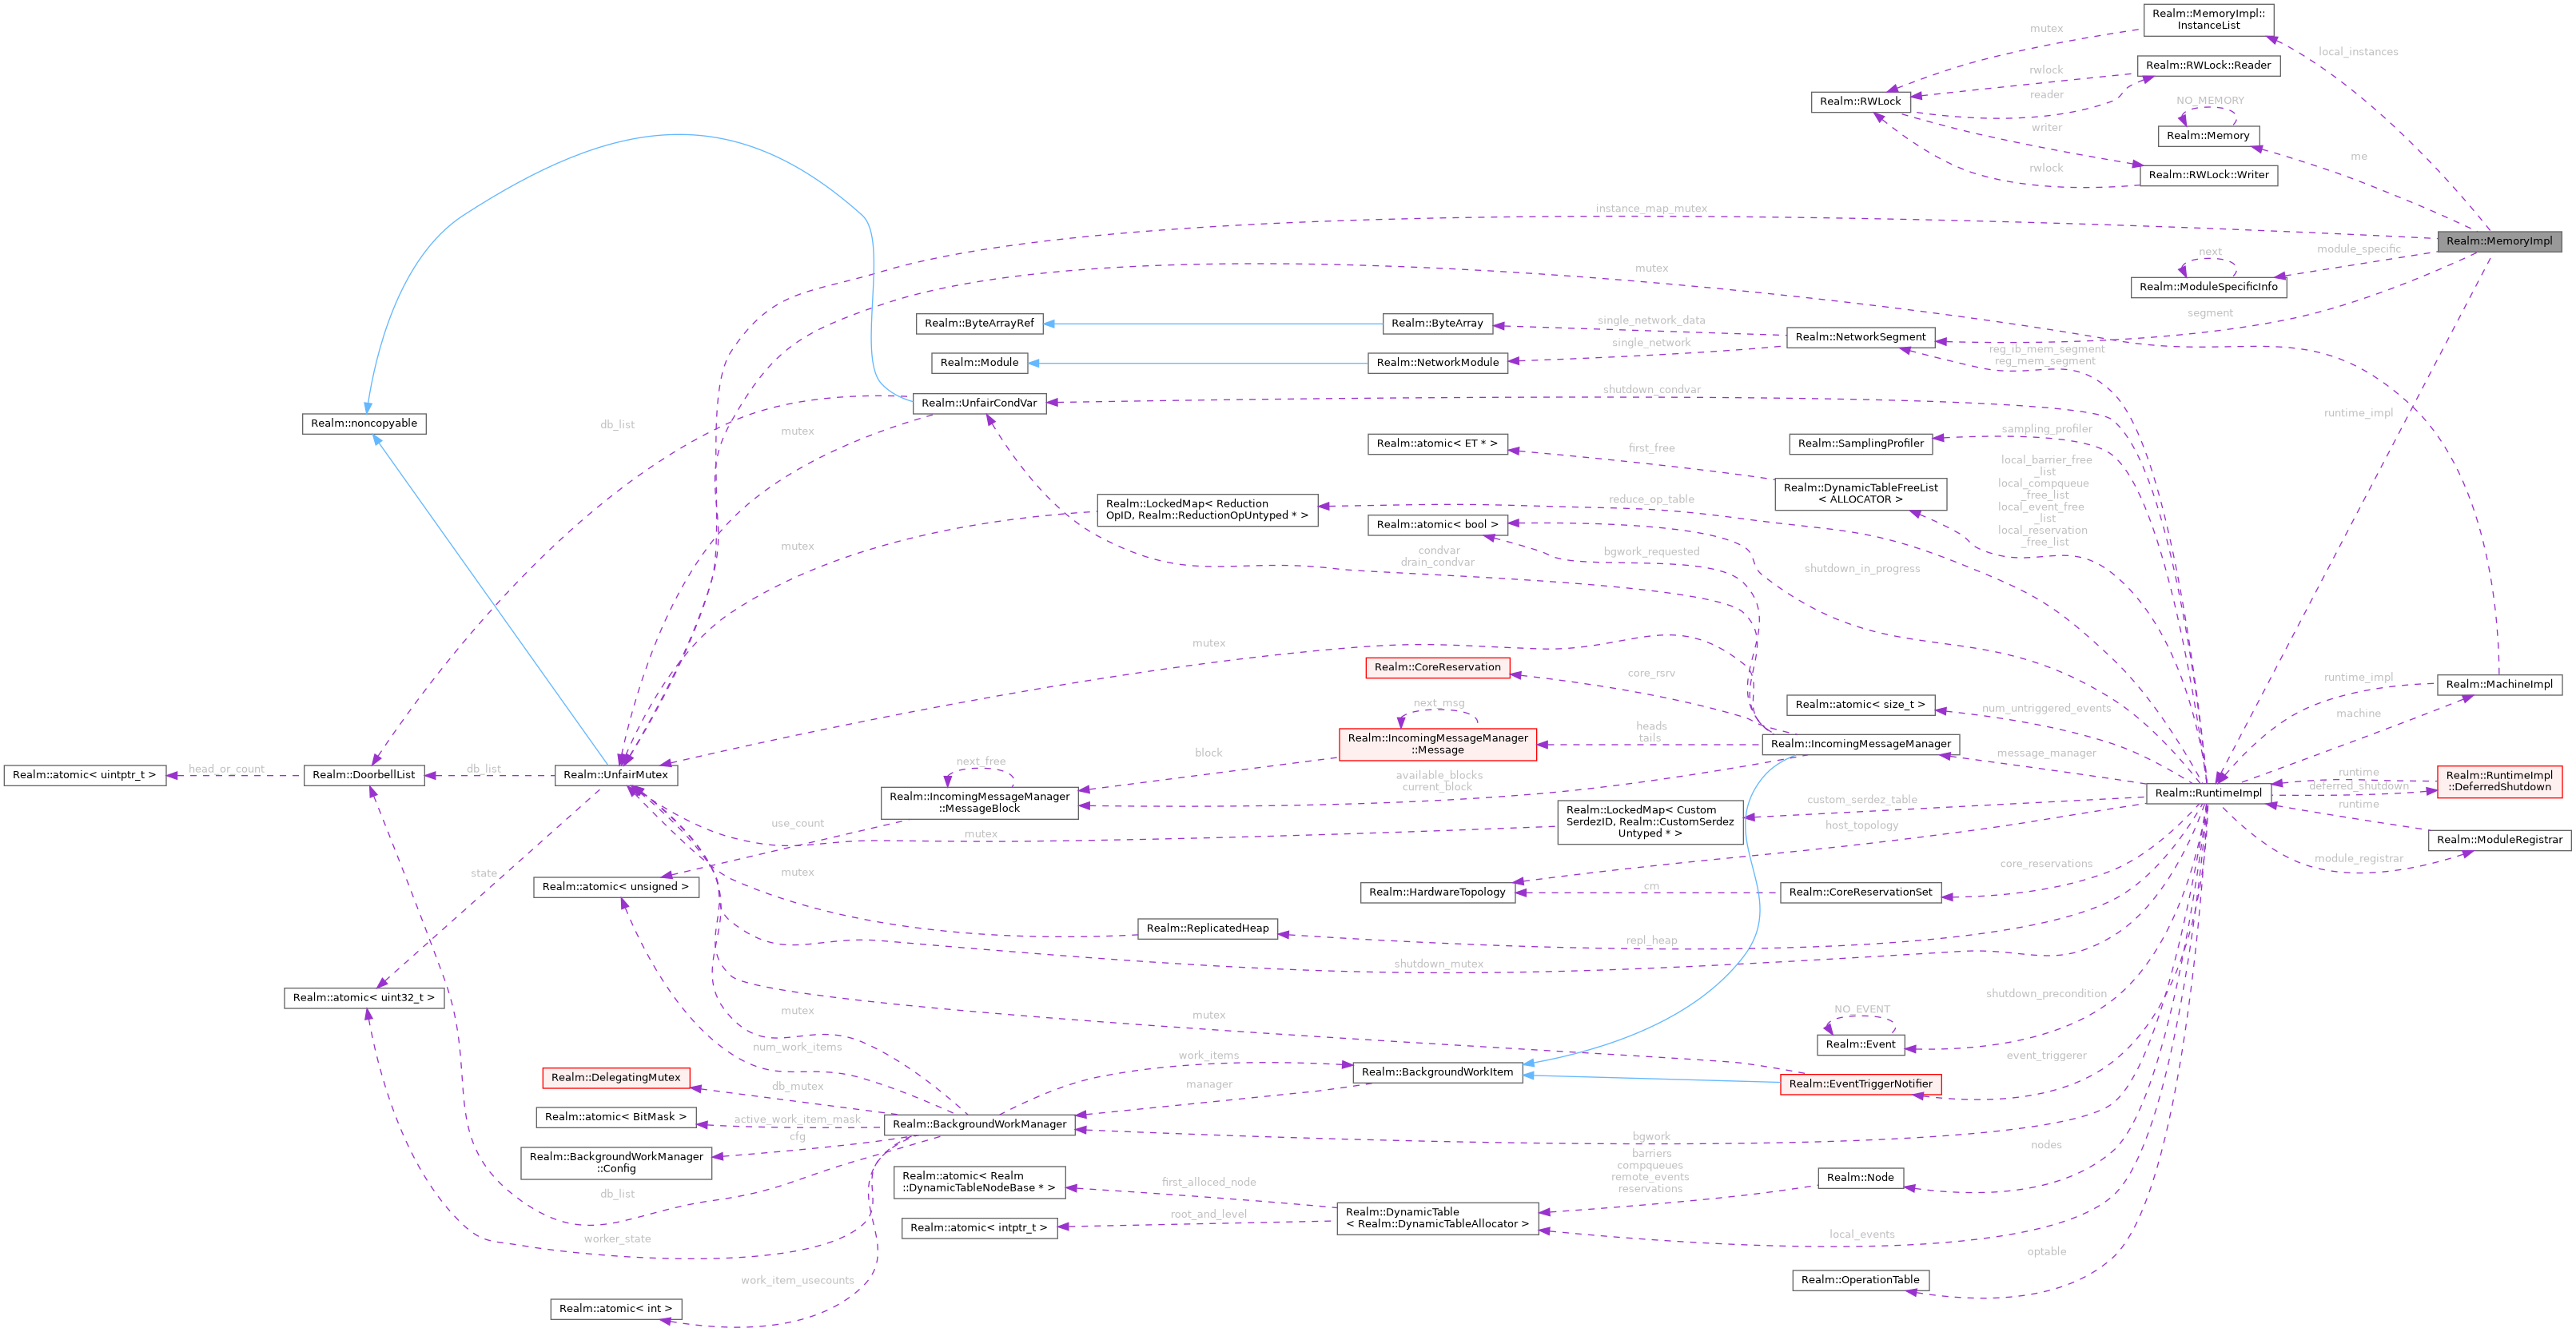 Realm::MemoryImpl::
InstanceList
mutex
local_instances
Realm::RWLock::Reader
rwlock
Realm::RWLock
reader
NO_MEMORY
writer
Realm::Memory
me
rwlock
Realm::RWLock::Writer
instance_map_mutex
Realm::MemoryImpl
next
module_specific
mutex
Realm::ModuleSpecificInfo
segment
Realm::ByteArrayRef
Realm::ByteArray
single_network_data
Realm::NetworkSegment
single_network
reg_ib_mem_segment
reg_mem_segment
Realm::Module
Realm::NetworkModule
shutdown_condvar
Realm::UnfairCondVar
runtime_impl
Realm::noncopyable
db_list
mutex
sampling_profiler
Realm::atomic< ET * >
first_free
Realm::SamplingProfiler
local_barrier_free
_list
local_compqueue
_free_list
local_event_free
_list
local_reservation
_free_list
Realm::DynamicTableFreeList
< ALLOCATOR >
Realm::LockedMap< Reduction
OpID, Realm::ReductionOpUntyped * >
reduce_op_table
Realm::atomic< bool >
mutex
condvar
drain_condvar
bgwork_requested
shutdown_in_progress
mutex
Realm::CoreReservation
core_rsrv
runtime_impl
Realm::MachineImpl
next_msg
Realm::atomic< size_t >
num_untriggered_events
machine
heads
tails
Realm::IncomingMessageManager
::Message
Realm::IncomingMessageManager
message_manager
block
next_free
head_or_count
Realm::atomic< uintptr_t >
Realm::DoorbellList
db_list
Realm::UnfairMutex
available_blocks
current_block
runtime
Realm::RuntimeImpl
::DeferredShutdown
deferred_shutdown
Realm::RuntimeImpl
Realm::IncomingMessageManager
::MessageBlock
custom_serdez_table
runtime
Realm::LockedMap< Custom
SerdezID, Realm::CustomSerdez
Untyped * >
use_count
mutex
host_topology
Realm::ModuleRegistrar
module_registrar
state
mutex
core_reservations
Realm::atomic< unsigned >
Realm::HardwareTopology
cm
Realm::CoreReservationSet
Realm::ReplicatedHeap
repl_heap
shutdown_mutex
Realm::atomic< uint32_t >
shutdown_precondition
mutex
mutex
NO_EVENT
Realm::Event
num_work_items
work_items
event_triggerer
Realm::DelegatingMutex
db_mutex
manager
Realm::BackgroundWorkItem
Realm::EventTriggerNotifier
Realm::atomic< BitMask >
active_work_item_mask
Realm::BackgroundWorkManager
cfg
bgwork
nodes
Realm::BackgroundWorkManager
::Config
barriers
compqueues
remote_events
reservations
Realm::atomic< Realm
::DynamicTableNodeBase * >
first_alloced_node
Realm::Node
db_list
root_and_level
Realm::DynamicTable
< Realm::DynamicTableAllocator >
Realm::atomic< intptr_t >
worker_state
local_events
optable
work_item_usecounts
Realm::OperationTable
Realm::atomic< int >